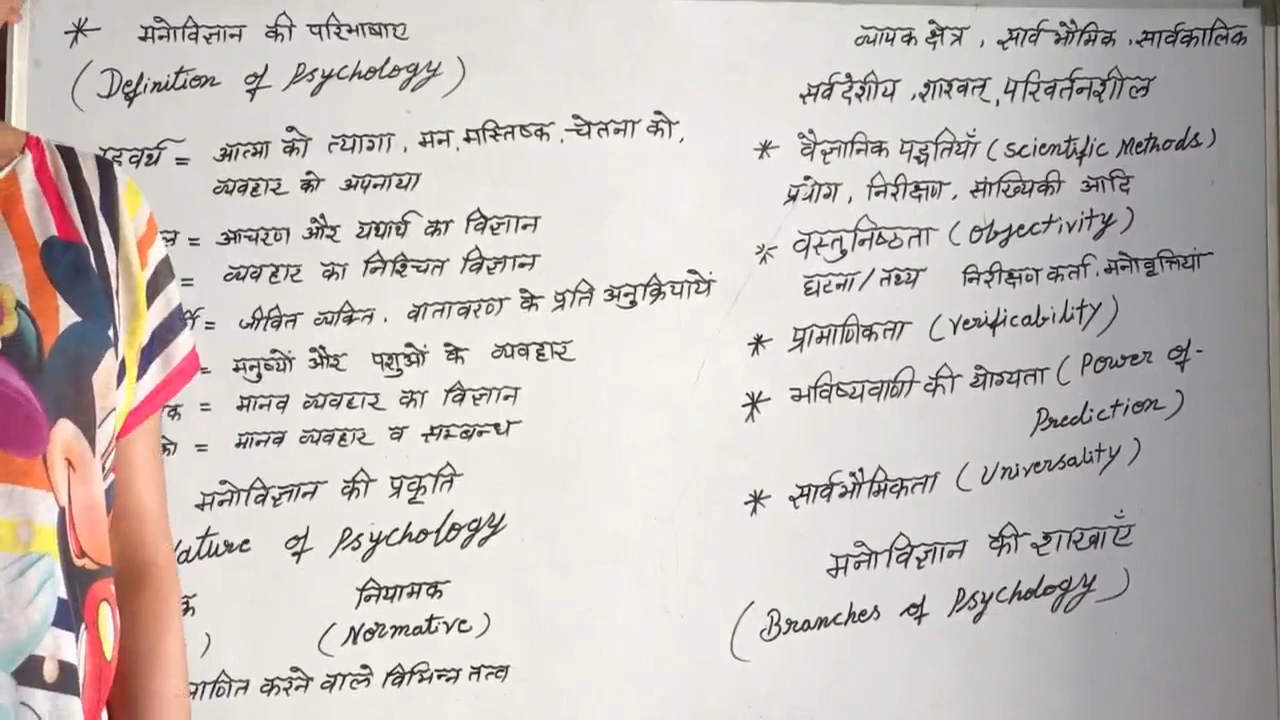 * मनोविज्ञान की परिभाषाए
(Definition of Psychology)
= आत्मा को त्यागा, मन, मस्तिष्क, चेतना को,
व्यवहार को अपनाया
= आचरण और यथार्थ का विज्ञान
= व्यवहार का निश्चित विज्ञान
= जीवित व्यक्ति, वातावरण के प्रति अनुक्रियायें
= मनुष्यों और पशुओं के व्यवहार
= मानव व्यवहार का विज्ञान
= मानव व्यवहार व सम्बन्ध
मनोविज्ञान की प्रकृति
ature of Psychology
नियामक
) (Normative)
करने वाले विभिन्न तत्व
व्यापक क्षेत्र, सार्वभौमिक, सार्वकालिक
सर्वदेशीय, शाश्वत्, परिवर्तनशील
* वैज्ञानिक पद्धतियाँ (Scientific Methods)
प्रयोग, निरीक्षण, सांख्यिकी आदि
* वस्तुनिष्ठता (Objectivity)
घटना/तथ्य निरीक्षण कर्ता, मनोवृत्तियां
* प्रामाणिकता (Verificability)
* भविष्यवाणी की योग्यता (Power of-
Prediction)
* सार्वभौमिकता (Universality)
मनोविज्ञान की शाखाएँ
(Branches of Psychology)